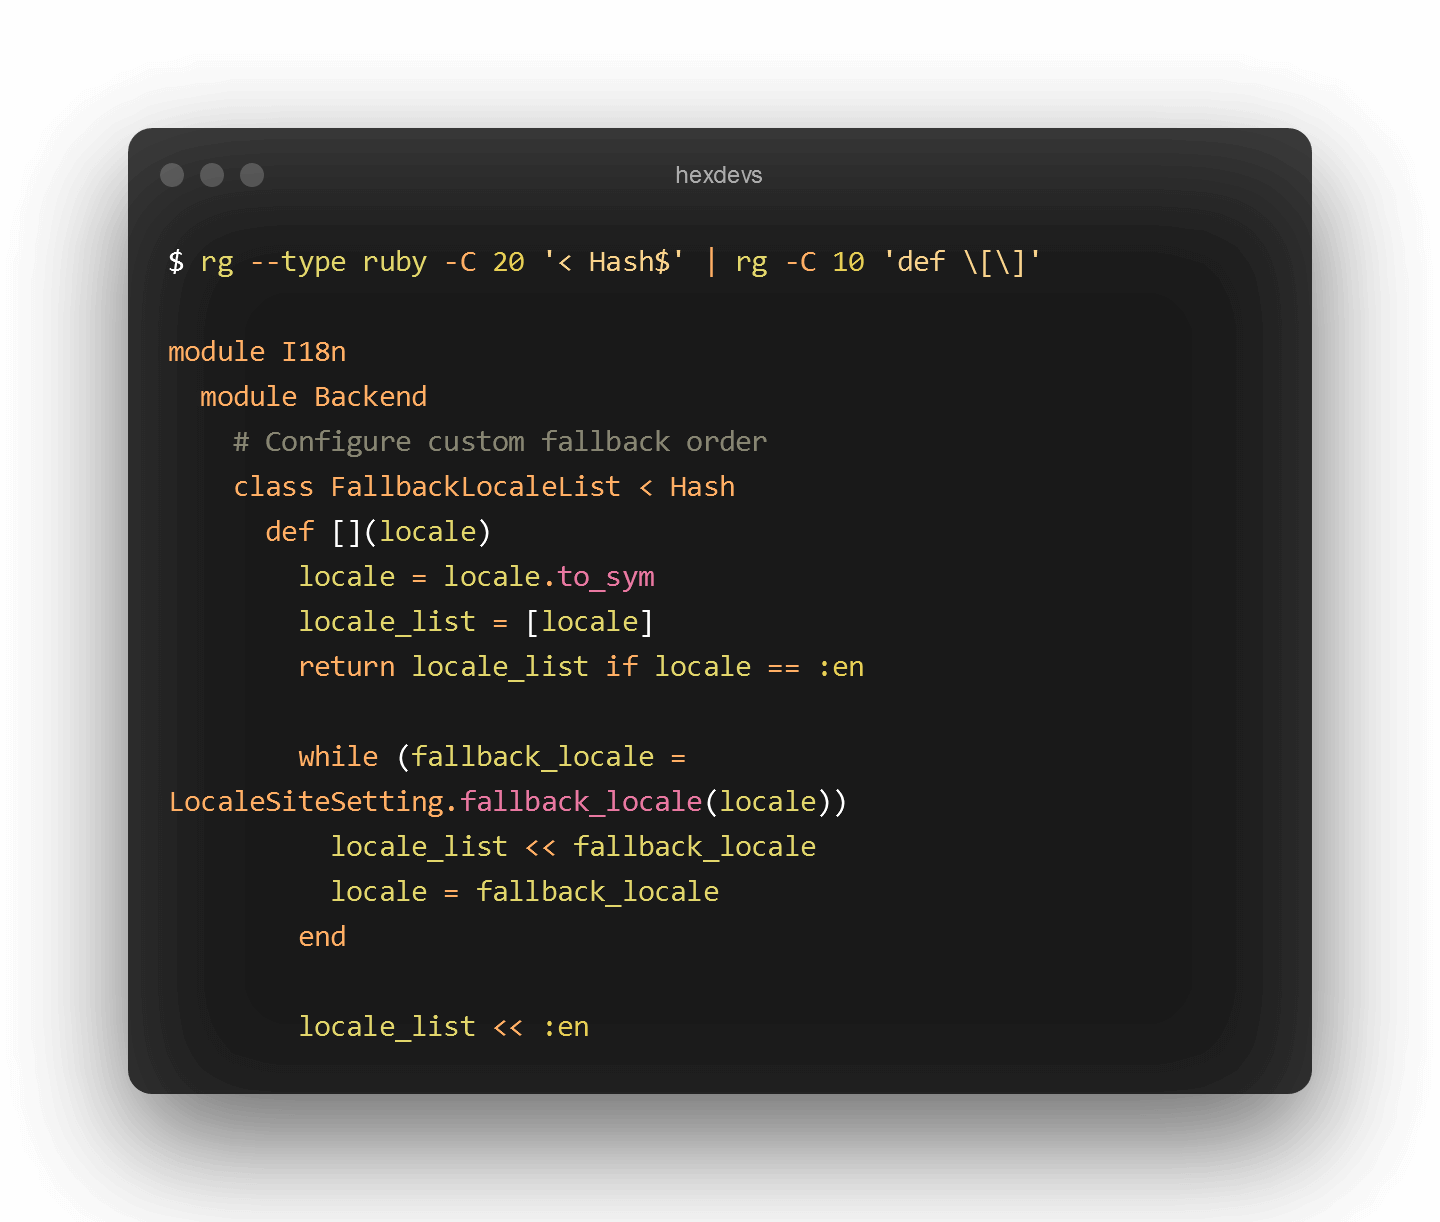 hexdevs
$ rg --type ruby -C 20 '< Hash$' | rg -C 10 'def \[\]'
module I18n
  module Backend
    # Configure custom fallback order
    class FallbackLocaleList < Hash
      def [](locale)
        locale = locale.to_sym
        locale_list = [locale]
        return locale_list if locale == :en
        while (fallback_locale =
LocaleSiteSetting.fallback_locale(locale))
          locale_list << fallback_locale
          locale = fallback_locale
        end
        locale_list << :en